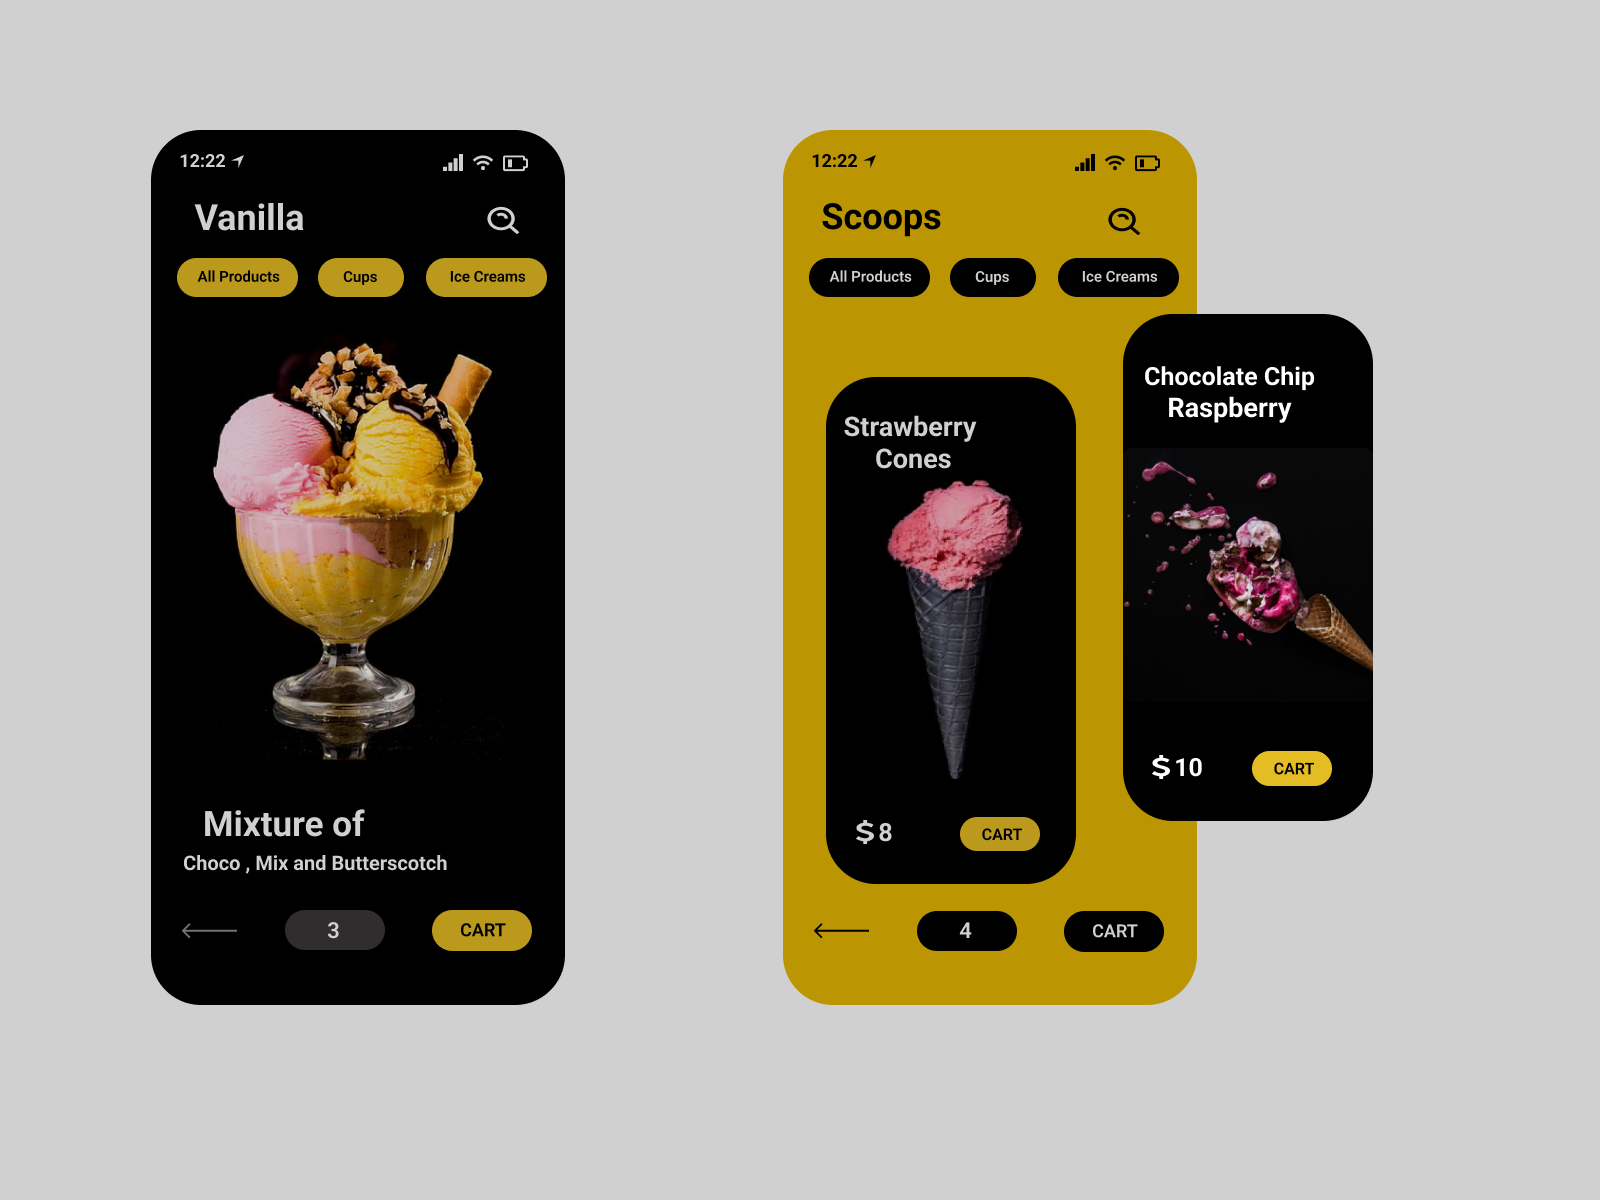 12:22
Vanilla
All Products
Cups
Ice Creams
Mixture of
Choco , Mix and Butterscotch
3
CART
12:22
Scoops
All Products
Cups
Ice Creams
Strawberry
Cones
$8
CART
Chocolate Chip
Raspberry
$10
CART
4
CART